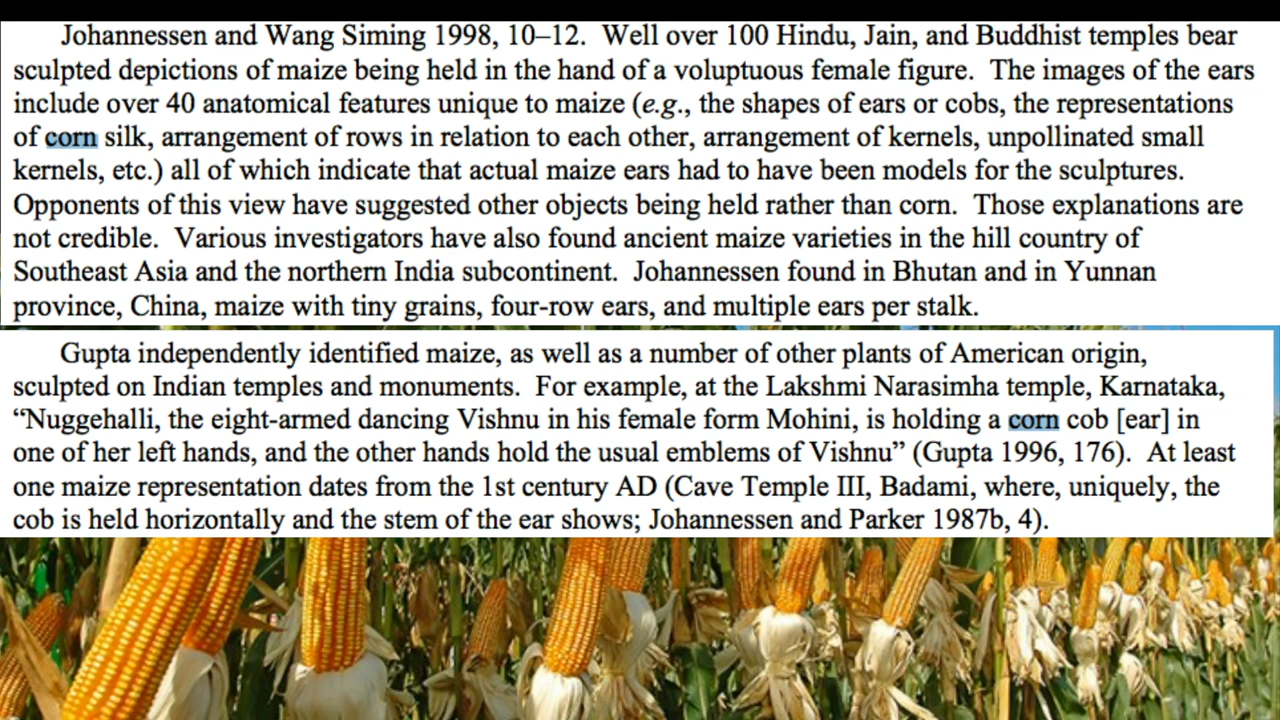 Johannessen and Wang Siming 1998, 10–12.  Well over 100 Hindu, Jain, and Buddhist temples bear
sculpted depictions of maize being held in the hand of a voluptuous female figure.  The images of the ears
include over 40 anatomical features unique to maize (e.g., the shapes of ears or cobs, the representations
of corn silk, arrangement of rows in relation to each other, arrangement of kernels, unpollinated small
kernels, etc.) all of which indicate that actual maize ears had to have been models for the sculptures.
Opponents of this view have suggested other objects being held rather than corn.  Those explanations are
not credible.  Various investigators have also found ancient maize varieties in the hill country of
Southeast Asia and the northern India subcontinent.  Johannessen found in Bhutan and in Yunnan
province, China, maize with tiny grains, four-row ears, and multiple ears per stalk.
Gupta independently identified maize, as well as a number of other plants of American origin,
sculpted on Indian temples and monuments.  For example, at the Lakshmi Narasimha temple, Karnataka,
“Nuggehalli, the eight-armed dancing Vishnu in his female form Mohini, is holding a corn cob [ear] in
one of her left hands, and the other hands hold the usual emblems of Vishnu” (Gupta 1996, 176).  At least
one maize representation dates from the 1st century AD (Cave Temple III, Badami, where, uniquely, the
cob is held horizontally and the stem of the ear shows; Johannessen and Parker 1987b, 4).